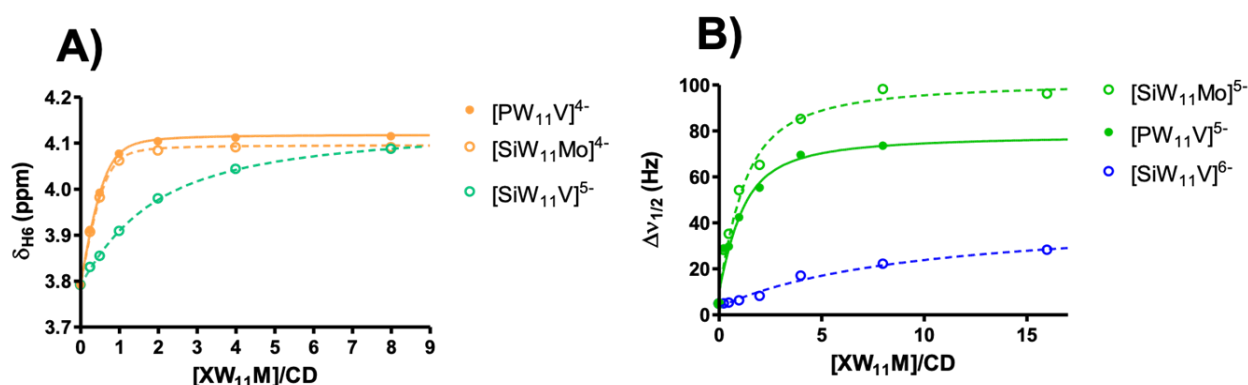 A)
δH6 (ppm)
4.2
4.1
4.0
3.9
3.8
3.7
0 1 2 3 4 5 6 7 8 9
[XW11M]/CD
[PW11V]4-
[SiW11Mo]4-
[SiW11V]5-
B)
Δν1/2 (Hz)
100
80
60
40
20
0
0 5 10 15
[XW11M]/CD
[SiW11Mo]5-
[PW11V]5-
[SiW11V]6-